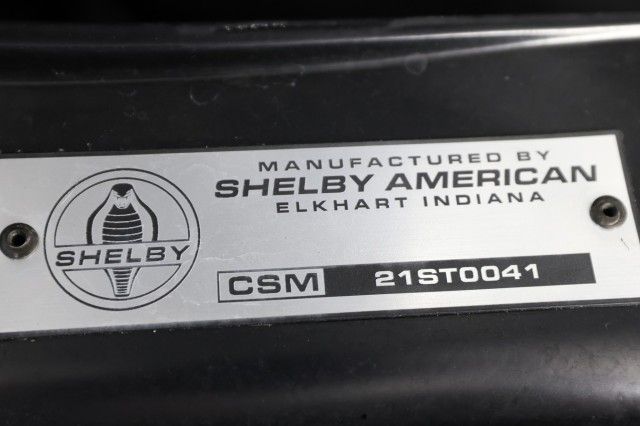 MANUFACTURED BY
SHELBY AMERICAN
ELKHART INDIANA
SHELBY
CSM 21ST0041